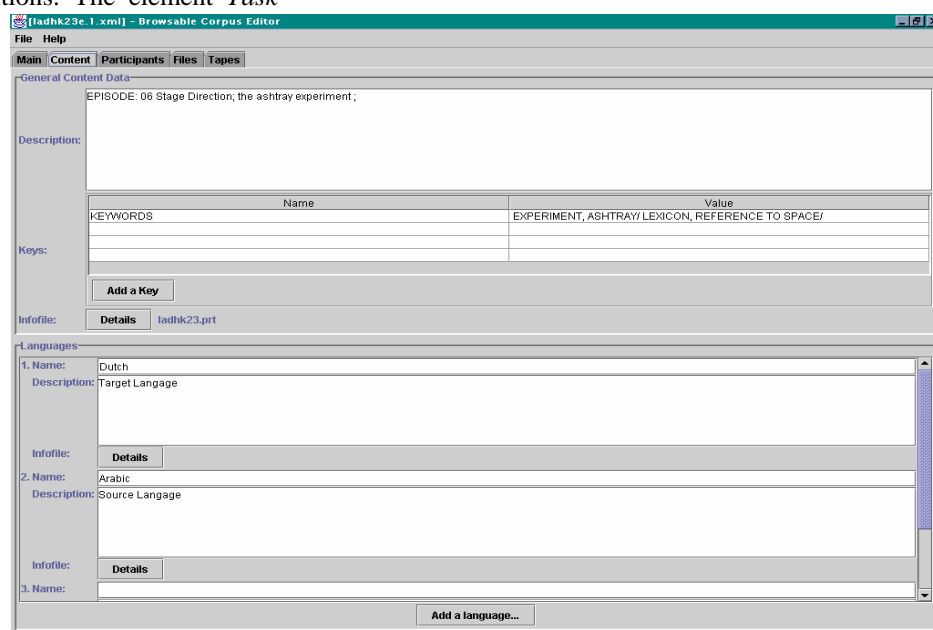 tions. The element Task
[ladhk23e.1.xml] - Browsable Corpus Editor
File Help
Main Content Participants Files Tapes
General Content Data
Description: EPISODE: 06 Stage Direction; the ashtray experiment ;
Name Value
KEYWORDS EXPERIMENT, ASHTRAY/ LEXICON, REFERENCE TO SPACE/
Keys:
Add a Key
Infofile: Details ladhk23.prt
Languages
1. Name: Dutch
Description: Target Langage
Infofile: Details
2. Name: Arabic
Description: Source Langage
Infofile: Details
3. Name:
Add a language...